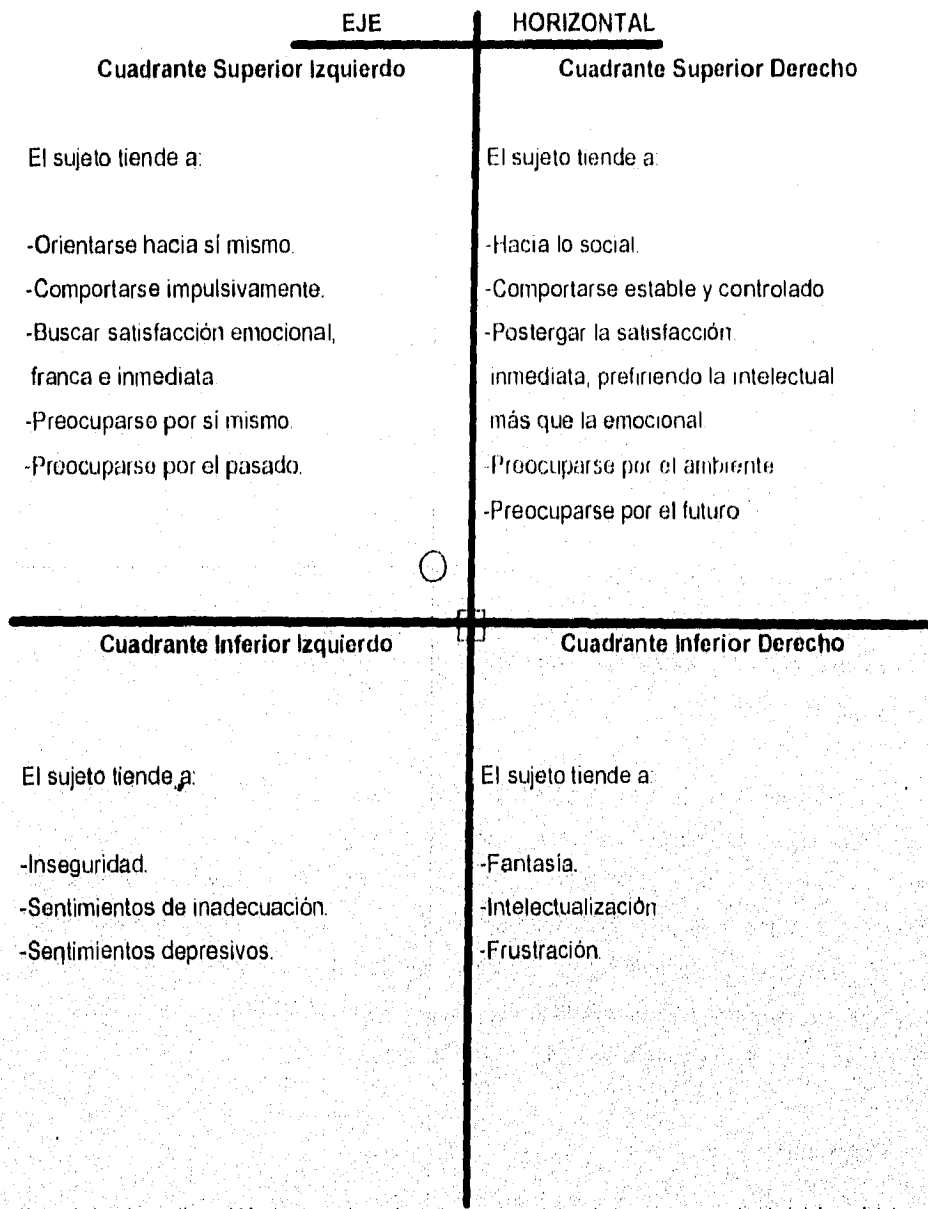 EJE HORIZONTAL
Cuadrante Superior Izquierdo
El sujeto tiende a:
-Orientarse hacia sí mismo.
-Comportarse impulsivamente.
-Buscar satisfacción emocional,
franca e inmediata
-Preocuparso por sí mismo.
-Preocuparso por el pasado.
Cuadrante Superior Derecho
El sujeto tiende a:
-Hacia lo social.
-Comportarse estable y controlado
-Postergar la satisfacción
inmediata, prefiriendo la intelectual
más que la emocional
-Preocuparse por el ambiente
-Preocuparse por el futuro
Cuadrante Inferior Izquierdo
El sujeto tiende a:
-Inseguridad.
-Sentimientos de inadecuación.
-Sentimientos depresivos.
Cuadrante Inferior Derecho
El sujeto tiende a:
-Fantasía.
-Intelectualización
-Frustración.